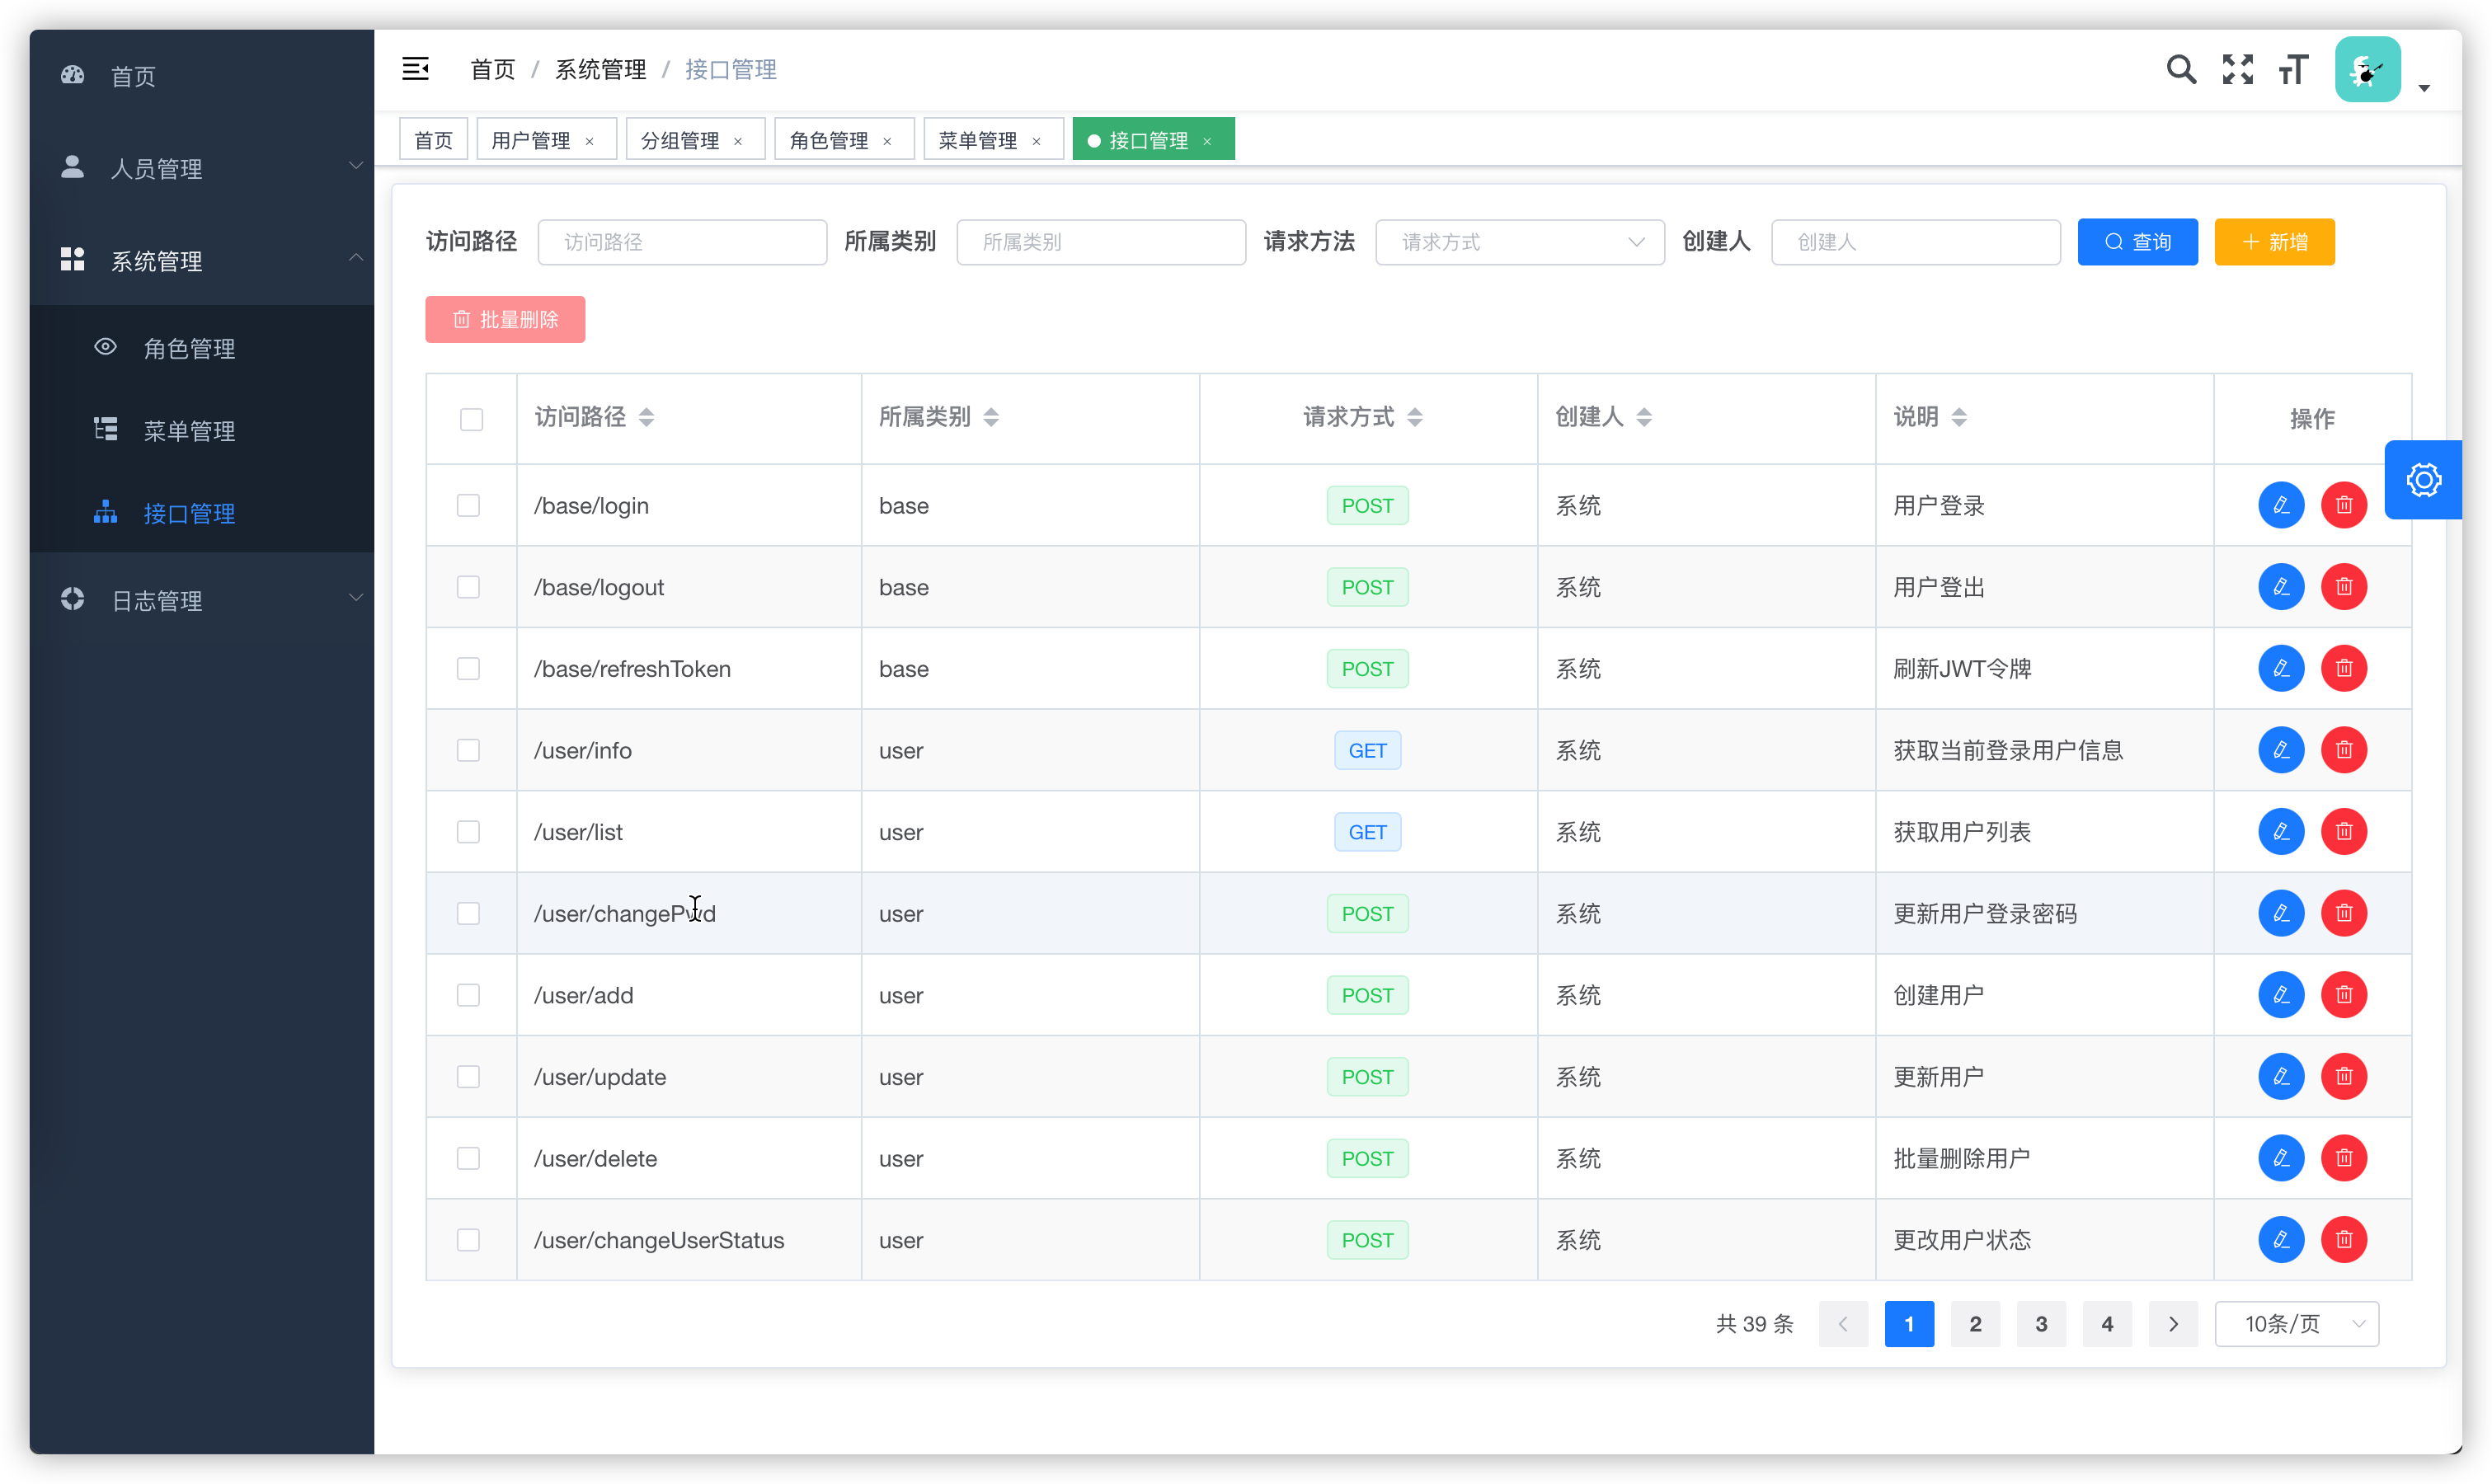 首页
人员管理
系统管理
角色管理
菜单管理
接口管理
日志管理
首页 / 系统管理 / 接口管理
首页 用户管理 × 分组管理 × 角色管理 × 菜单管理 × 接口管理 ×
访问路径 访问路径 所属类别 所属类别 请求方法 请求方式 创建人 创建人 查询 新增
批量删除
访问路径 所属类别 请求方式 创建人 说明 操作
/base/login base POST 系统 用户登录
/base/logout base POST 系统 用户登出
/base/refreshToken base POST 系统 刷新JWT令牌
/user/info user GET 系统 获取当前登录用户信息
/user/list user GET 系统 获取用户列表
/user/changePwd user POST 系统 更新用户登录密码
/user/add user POST 系统 创建用户
/user/update user POST 系统 更新用户
/user/delete user POST 系统 批量删除用户
/user/changeUserStatus user POST 系统 更改用户状态
共 39 条 1 2 3 4 10条/页